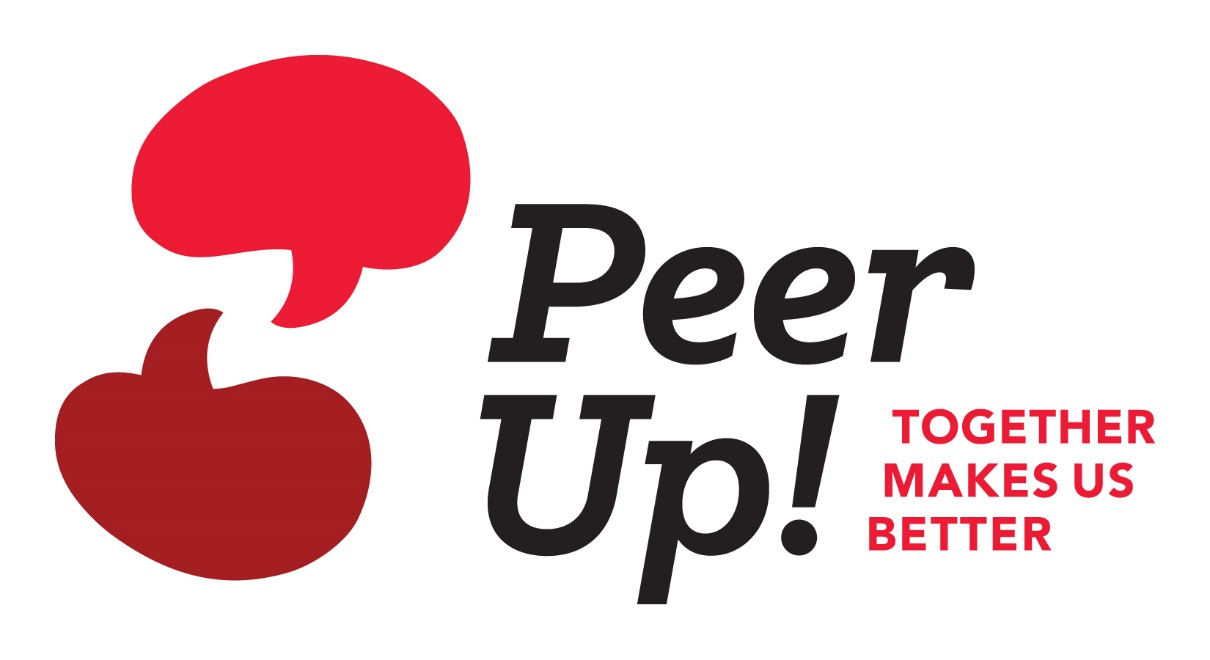 Peer
Up!
TOGETHER
MAKES US
BETTER